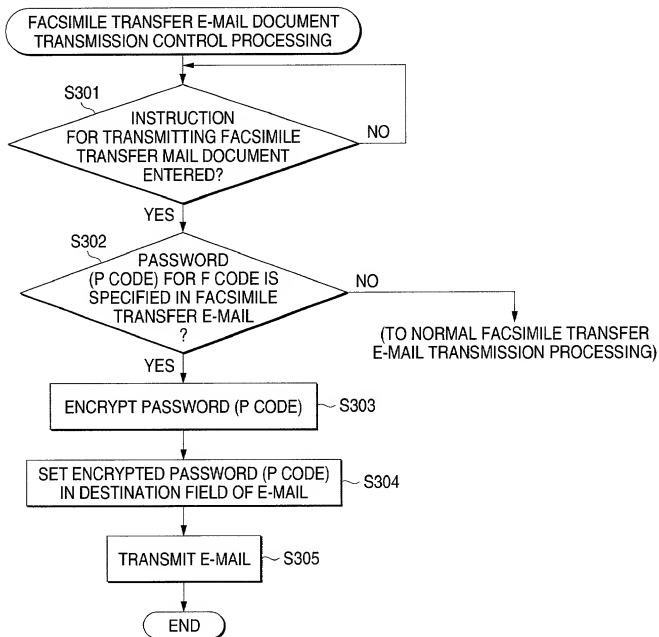 FACSIMILE TRANSFER E-MAIL DOCUMENT
TRANSMISSION CONTROL PROCESSING
S301
INSTRUCTION
FOR TRANSMITTING FACSIMILE
TRANSFER MAIL DOCUMENT
ENTERED?
NO
YES
S302
PASSWORD
(P CODE) FOR F CODE IS
SPECIFIED IN FACSIMILE
TRANSFER E-MAIL
?
NO
(TO NORMAL FACSIMILE TRANSFER
E-MAIL TRANSMISSION PROCESSING)
YES
ENCRYPT PASSWORD (P CODE)
S303
SET ENCRYPTED PASSWORD (P CODE)
IN DESTINATION FIELD OF E-MAIL
S304
TRANSMIT E-MAIL
S305
END